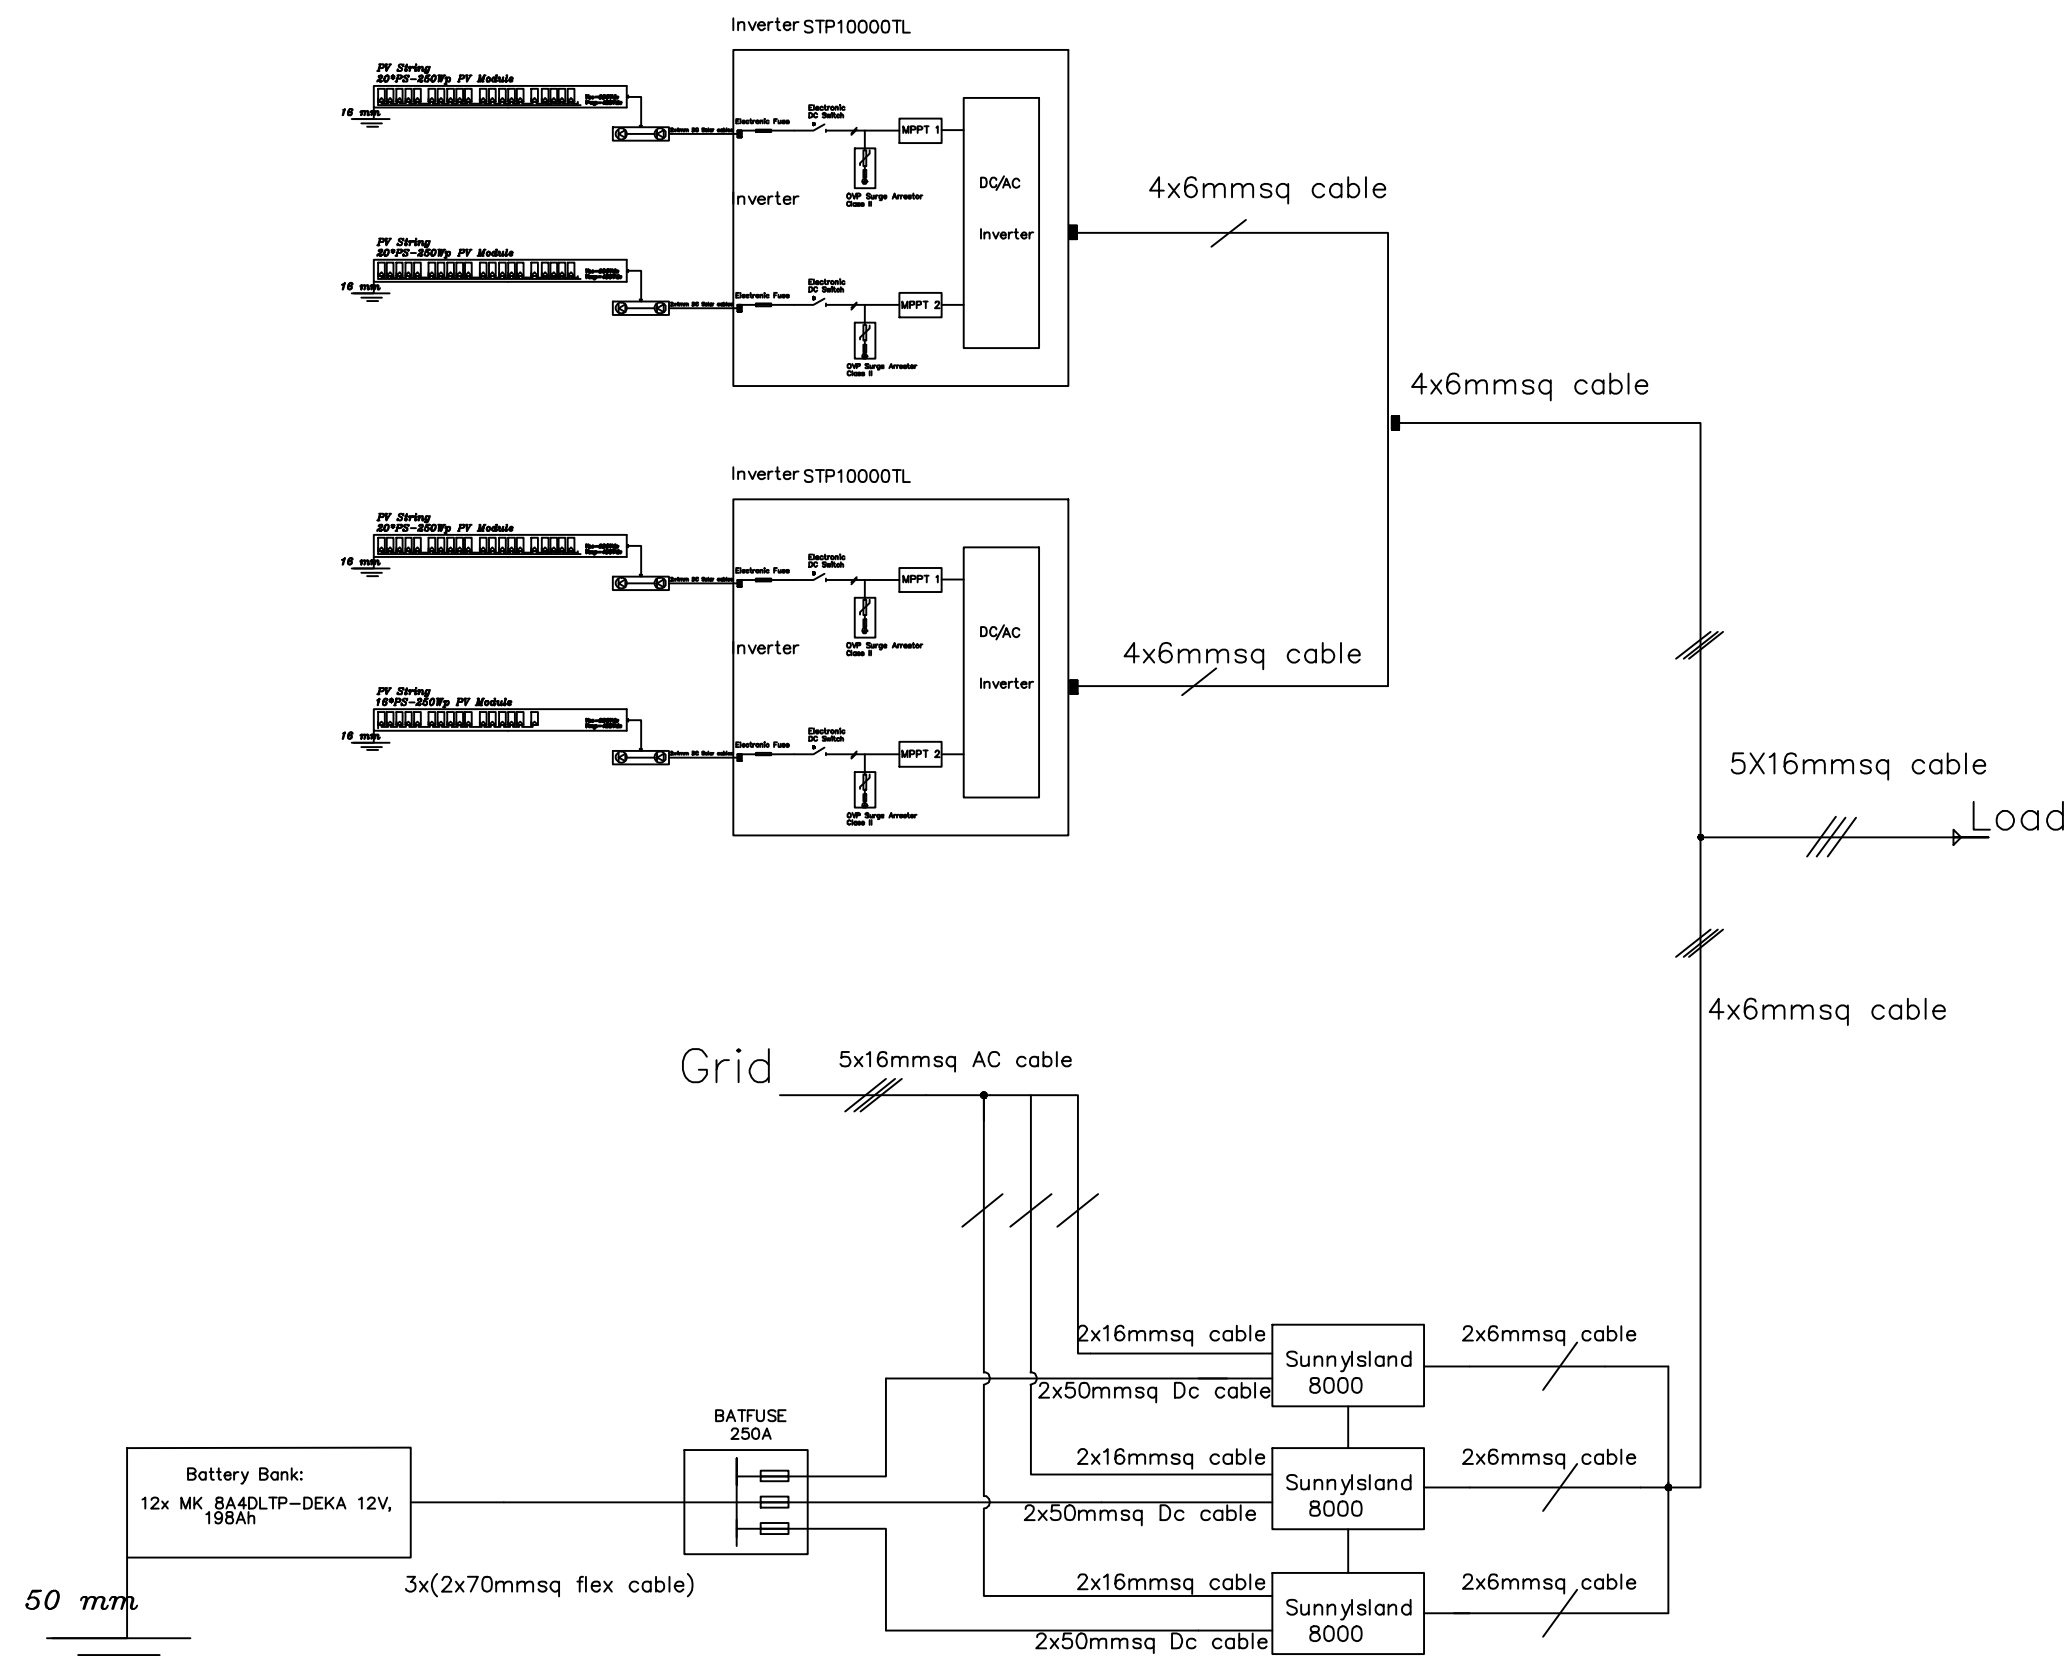 Inverter STP10000TL
PV String
20*PS-250Wp PV Module
16 mm
Electronic Fuse
Electronic
DC Switch
MPPT 1
OVP Surge Arrestor
Class II
Inverter
DC/AC
Inverter
4x6mmsq cable
PV String
20*PS-250Wp PV Module
16 mm
Electronic Fuse
Electronic
DC Switch
MPPT 2
OVP Surge Arrestor
Class II
4x6mmsq cable
Inverter STP10000TL
PV String
20*PS-250Wp PV Module
16 mm
Electronic Fuse
Electronic
DC Switch
MPPT 1
OVP Surge Arrestor
Class II
Inverter
DC/AC
Inverter
4x6mmsq cable
PV String
16*PS-250Wp PV Module
16 mm
Electronic Fuse
Electronic
DC Switch
MPPT 2
OVP Surge Arrestor
Class II
5X16mmsq cable
Load
4x6mmsq cable
Grid
5x16mmsq AC cable
2x16mmsq cable
SunnyIsland
8000
2x6mmsq cable
2x50mmsq Dc cable
BATFUSE
250A
Battery Bank:
12x MK 8A4DLTP-DEKA 12V,
198Ah
2x16mmsq cable
SunnyIsland
8000
2x6mmsq cable
2x50mmsq Dc cable
3x(2x70mmsq flex cable)
50 mm
2x16mmsq cable
SunnyIsland
8000
2x6mmsq cable
2x50mmsq Dc cable